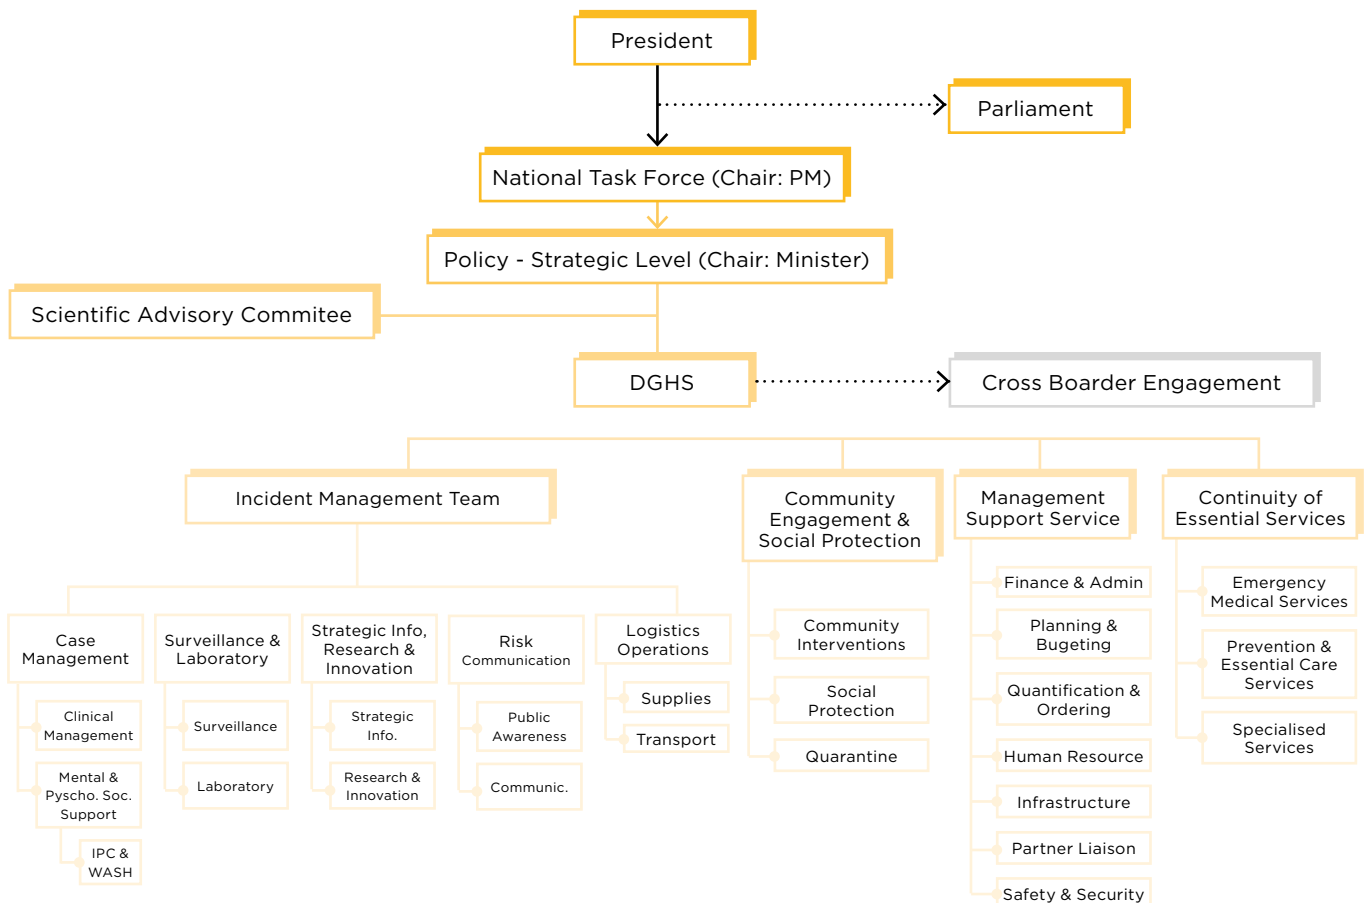 President
Parliament
National Task Force (Chair: PM)
Policy - Strategic Level (Chair: Minister)
Scientific Advisory Commitee
DGHS
Cross Boarder Engagement
Incident Management Team
Community
Engagement &
Social Protection
Management
Support Service
Continuity of
Essential Services
Case
Management
Clinical
Management
Mental &
Pyscho. Soc.
Support
IPC &
WASH
Surveillance &
Laboratory
Surveillance
Laboratory
Strategic Info,
Research &
Innovation
Strategic
Info.
Research &
Innovation
Risk
Communication
Public
Awareness
Communic.
Logistics
Operations
Supplies
Transport
Community
Interventions
Social
Protection
Quarantine
Finance & Admin
Planning &
Bugeting
Quantification &
Ordering
Human Resource
Infrastructure
Partner Liaison
Safety & Security
Emergency
Medical Services
Prevention &
Essential Care
Services
Specialised
Services